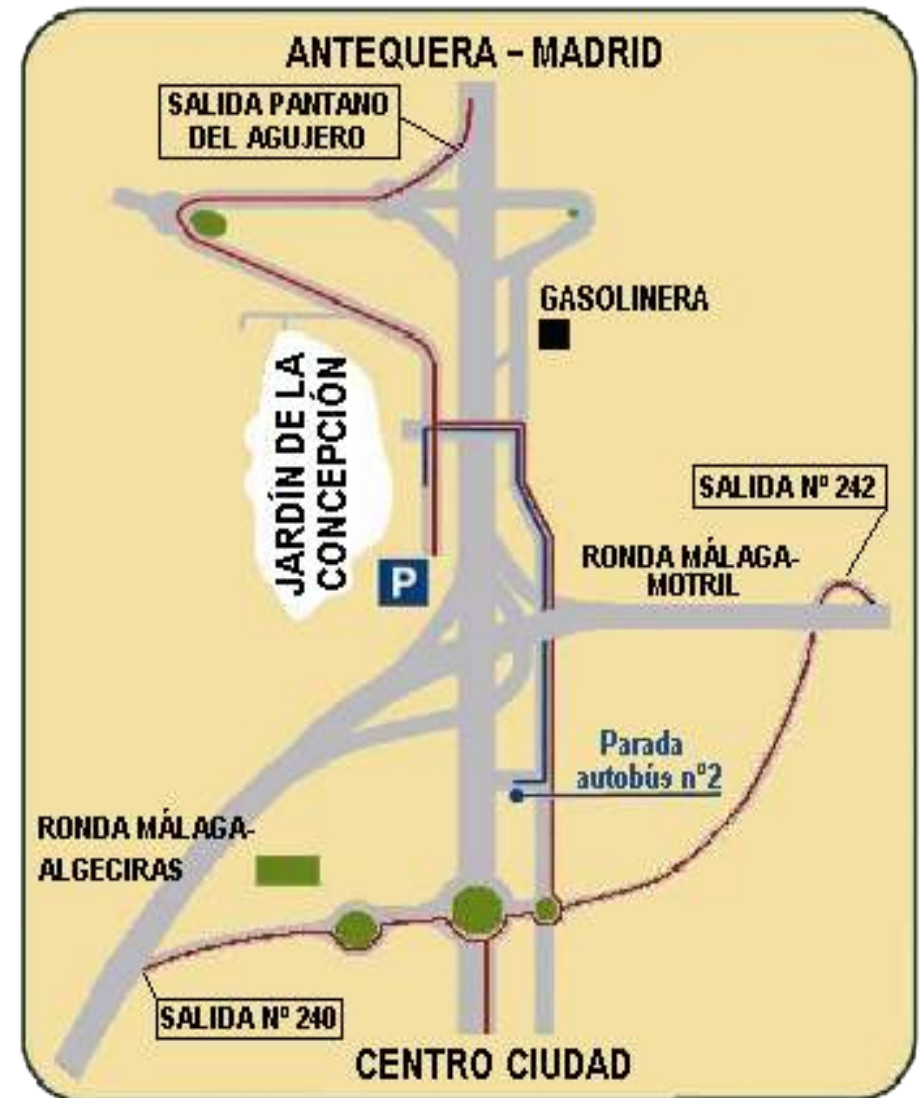 ANTEQUERA – MADRID
SALIDA PANTANO
DEL AGUJERO
GASOLINERA
JARDÍN DE LA
CONCEPCIÓN
SALIDA Nº 242
RONDA MÁLAGA-
MOTRIL
P
Parada
autobús nº2
RONDA MÁLAGA-
ALGECIRAS
SALIDA Nº 240
CENTRO CIUDAD